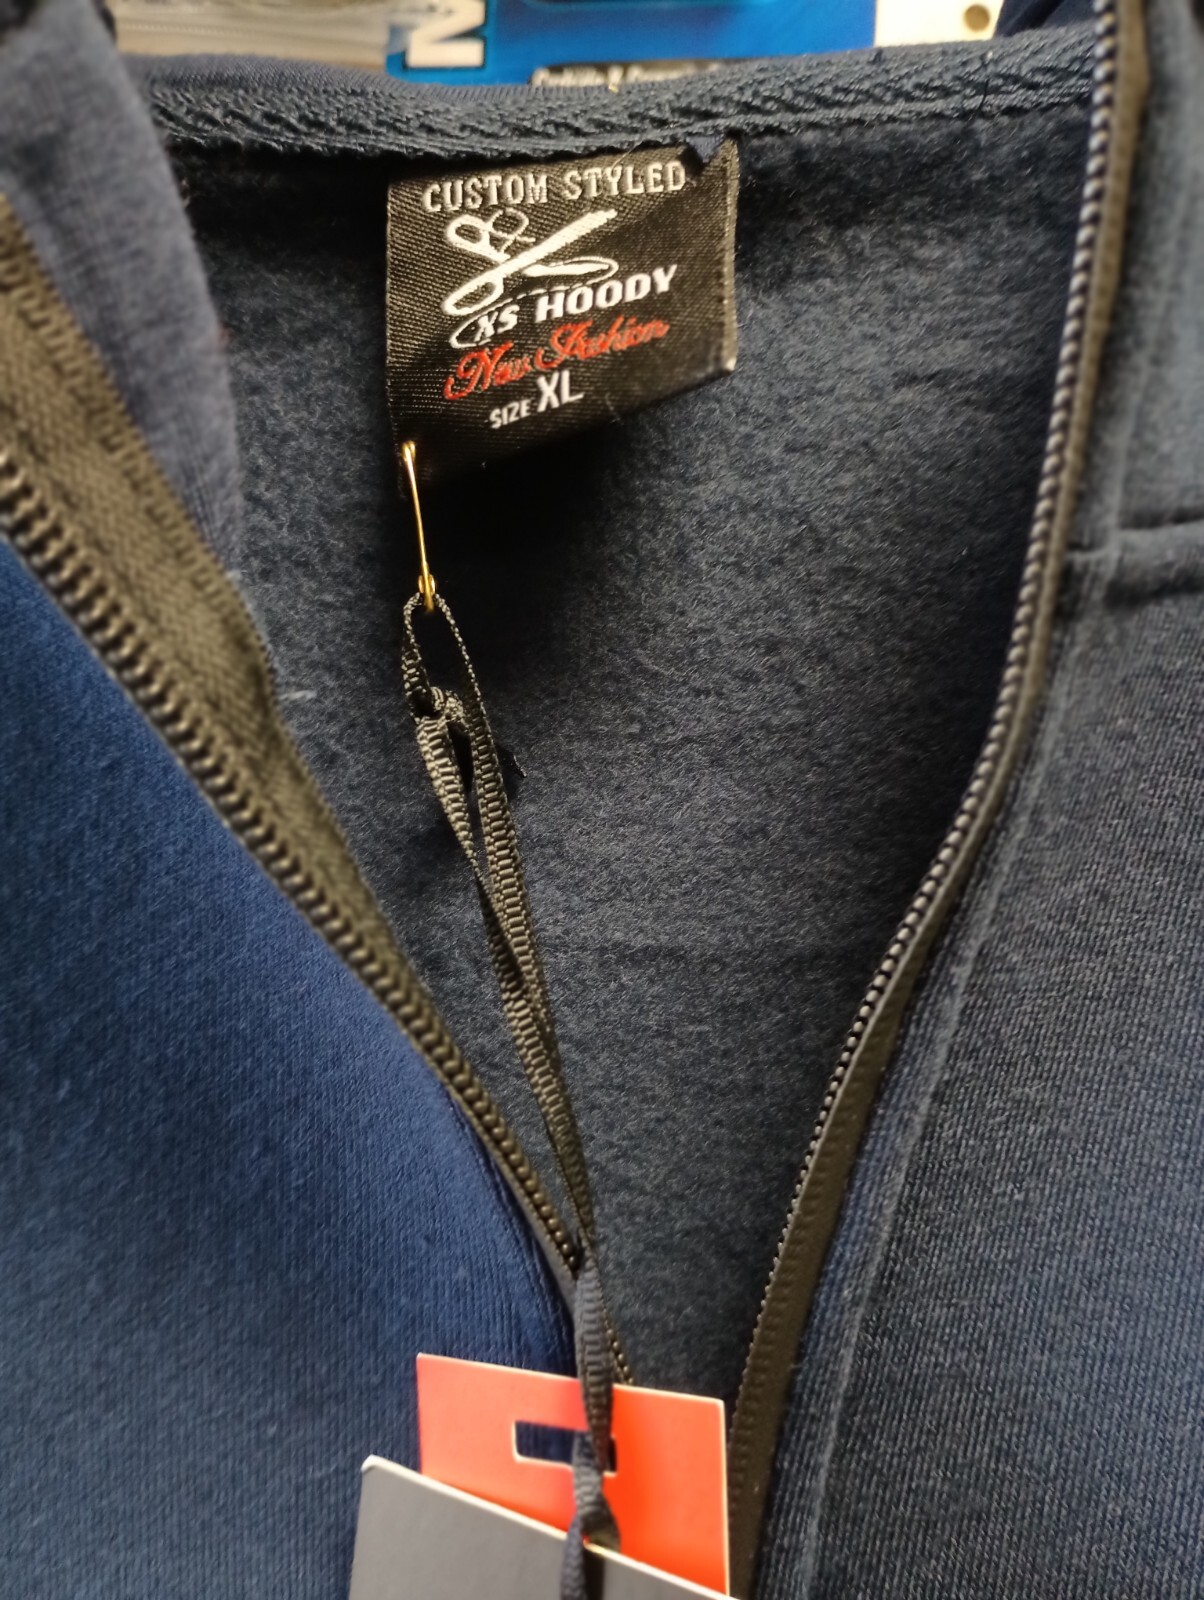 CUSTOM STYLED
XS HOODY
New Fashion
SIZE XL